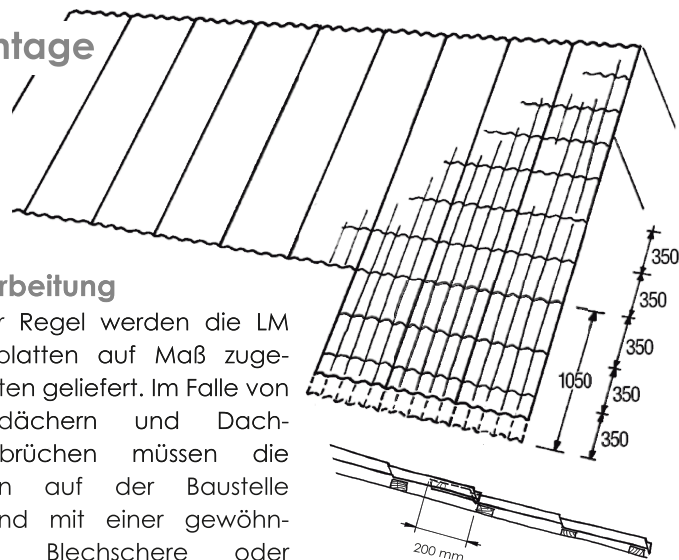 ntage
rbeitung
r Regel werden die LM
platten auf Maß zuge-
ten geliefert. Im Falle von
dächern und Dach-
brüchen müssen die
n auf der Baustelle
nd mit einer gewöhn-
Blechschere oder
350
350
350
350
350
1050
200 mm